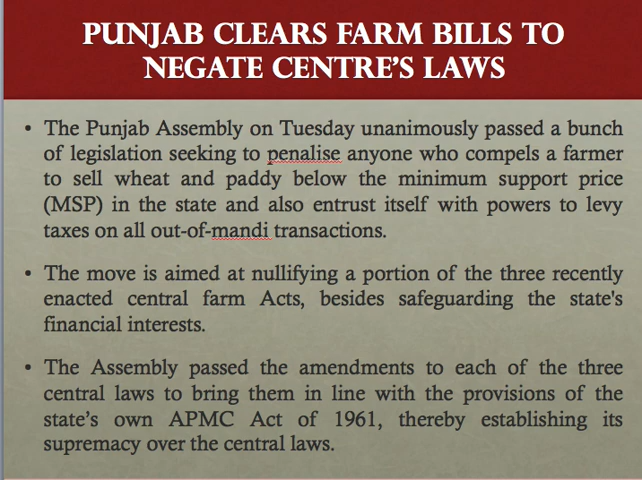 PUNJAB CLEARS FARM BILLS TO
NEGATE CENTRE'S LAWS
• The Punjab Assembly on Tuesday unanimously passed a bunch
of legislation seeking to penalise anyone who compels a farmer
to sell wheat and paddy below the minimum support price
(MSP) in the state and also entrust itself with powers to levy
taxes on all out-of-mandi transactions.
• The move is aimed at nullifying a portion of the three recently
enacted central farm Acts, besides safeguarding the state's
financial interests.
• The Assembly passed the amendments to each of the three
central laws to bring them in line with the provisions of the
state's own APMC Act of 1961, thereby establishing its
supremacy over the central laws.